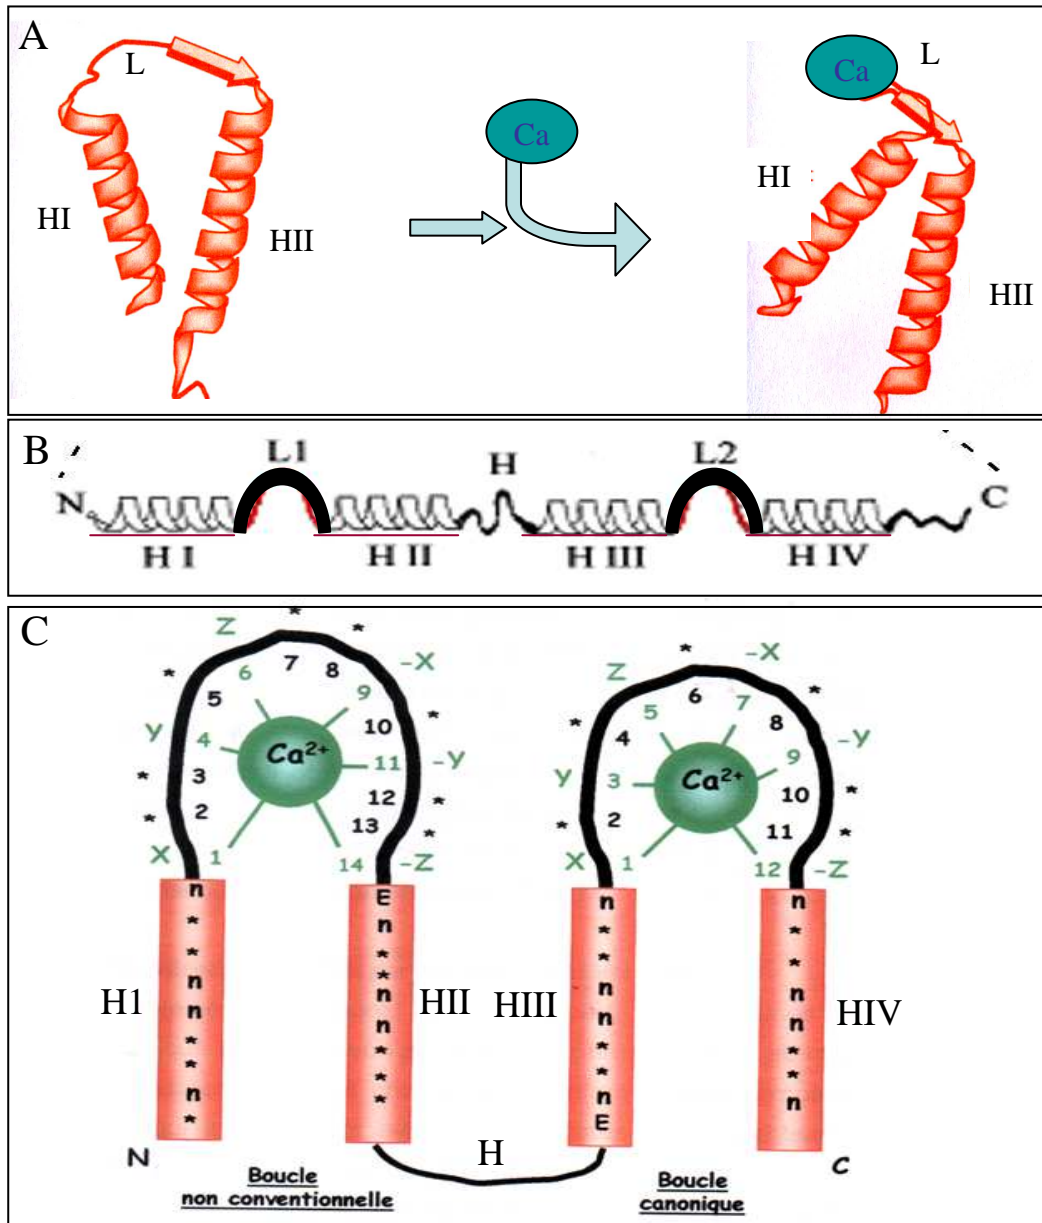 A
L
Ca
L
Ca
HI
HII
HI
HII
B
L1
H
L2
N
C
H I
H II
H III
H IV
C
*
Z
*
*
7
-X
6
8
5
9
*
Y
4
10
Ca2+
11
-Y
*
3
12
*
*
2
13
*
X
1
14
-Z
*
Z
-X
6
5
7
*
*
4
8
-Y
Y
3
Ca2+
9
10
*
*
2
11
*
X
1
12
-Z
n
*
*
n
n
*
*
n
*
E
n
*
*
n
n
*
*
*
n
*
*
n
n
*
*
n
E
n
*
*
n
n
*
*
n
H1
HII
HIII
HIV
N
H
C
Boucle
non conventionnelle
Boucle
canonique